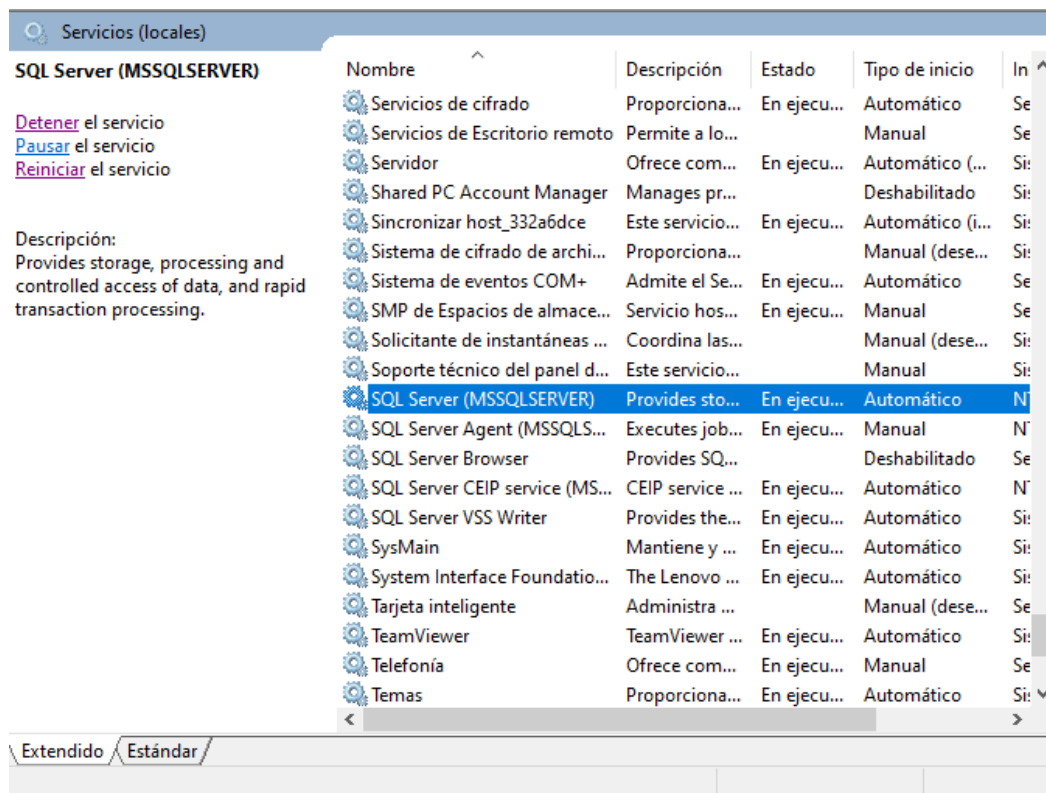 Servicios (locales)
SQL Server (MSSQLSERVER)
Detener el servicio
Pausar el servicio
Reiniciar el servicio
Descripción:
Provides storage, processing and
controlled access of data, and rapid
transaction processing.
Nombre Descripción Estado Tipo de inicio In
Servicios de cifrado Proporciona... En ejecu... Automático Se
Servicios de Escritorio remoto Permite a lo... Manual Se
Servidor Ofrece com... En ejecu... Automático (... Sis
Shared PC Account Manager Manages pr... Deshabilitado Sis
Sincronizar host_332a6dce Este servicio... En ejecu... Automático (i... Sis
Sistema de cifrado de archi... Proporciona... Manual (dese... Sis
Sistema de eventos COM+ Admite el Se... En ejecu... Automático Se
SMP de Espacios de almace... Servicio hos... En ejecu... Manual Se
Solicitante de instantáneas ... Coordina las... Manual (dese... Sis
Soporte técnico del panel d... Este servicio... Manual Sis
SQL Server (MSSQLSERVER) Provides sto... En ejecu... Automático NT
SQL Server Agent (MSSQLS... Executes job... En ejecu... Manual NT
SQL Server Browser Provides SQ... Deshabilitado Se
SQL Server CEIP service (MS... CEIP service ... En ejecu... Automático NT
SQL Server VSS Writer Provides the... En ejecu... Automático Sis
SysMain Mantiene y ... En ejecu... Automático Sis
System Interface Foundatio... The Lenovo ... En ejecu... Automático Sis
Tarjeta inteligente Administra ... Manual (dese... Se
TeamViewer TeamViewer ... En ejecu... Automático Sis
Telefonía Ofrece com... En ejecu... Manual Se
Temas Proporciona... En ejecu... Automático Sis
Extendido Estándar